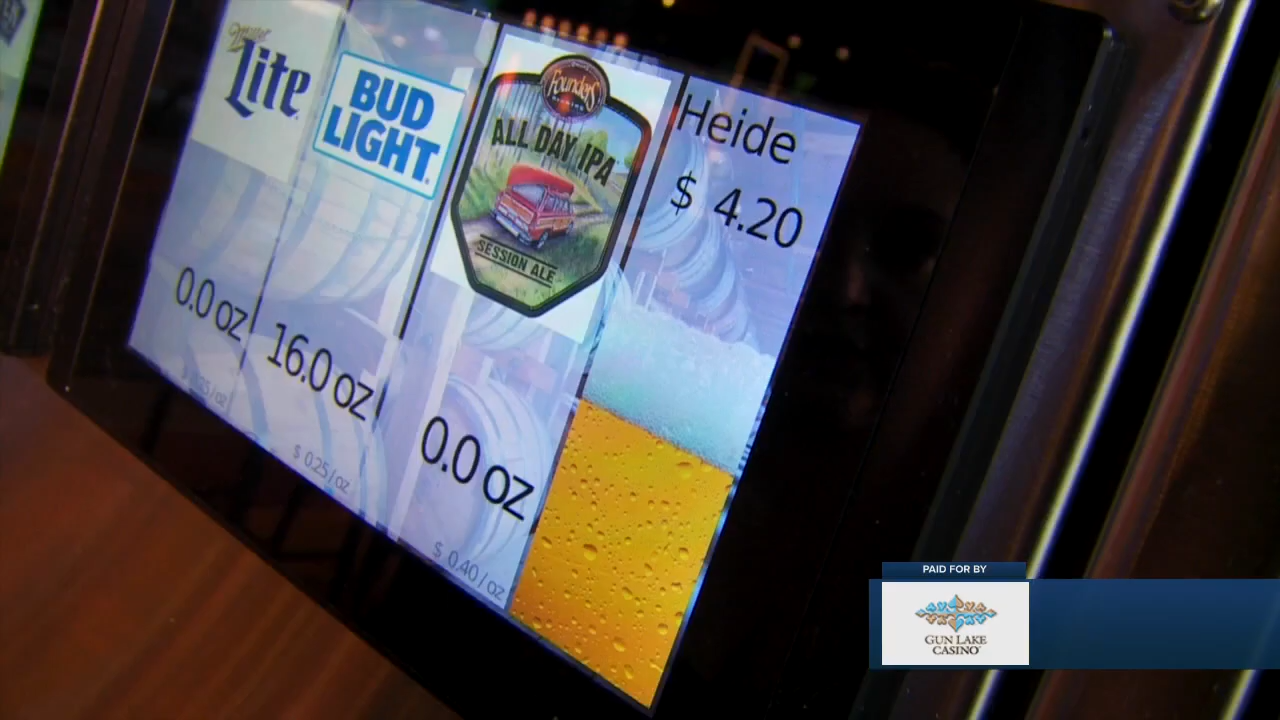 Miller
Lite
0.0 oz
BUD
LIGHT
16.0 oz
$ 0.25/oz
Founders
ALL DAY IPA
SESSION ALE
0.0 oz
$ 0.40/oz
Heide
$ 4.20
PAID FOR BY
GUN LAKE
CASINO